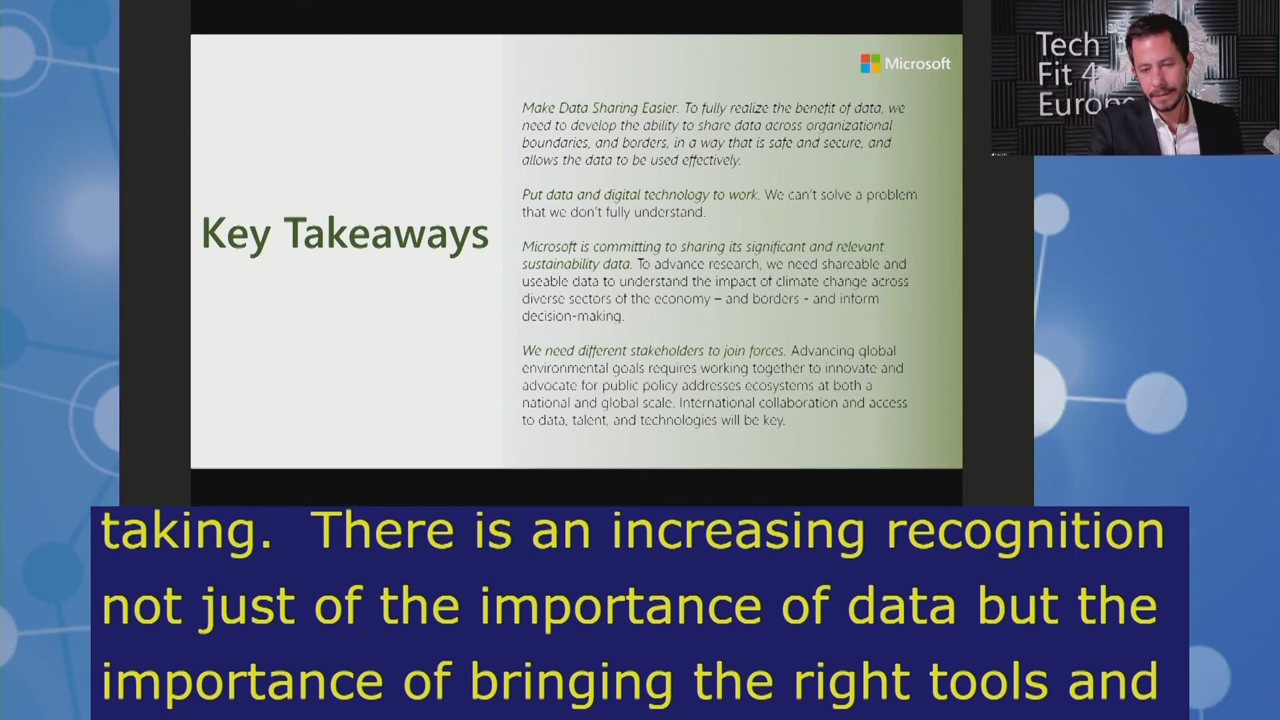 Microsoft
Tech
Fit 4
Europe
Key Takeaways
Make Data Sharing Easier. To fully realize the benefit of data, we
need to develop the ability to share data across organizational
boundaries, and borders, in a way that is safe and secure, and
allows the data to be used effectively.
Put data and digital technology to work. We can't solve a problem
that we don't fully understand.
Microsoft is committing to sharing its significant and relevant
sustainability data. To advance research, we need shareable and
useable data to understand the impact of climate change across
diverse sectors of the economy – and borders - and inform
decision-making.
We need different stakeholders to join forces. Advancing global
environmental goals requires working together to innovate and
advocate for public policy addresses ecosystems at both a
national and global scale. International collaboration and access
to data, talent, and technologies will be key.
taking.  There is an increasing recognition
not just of the importance of data but the
importance of bringing the right tools and